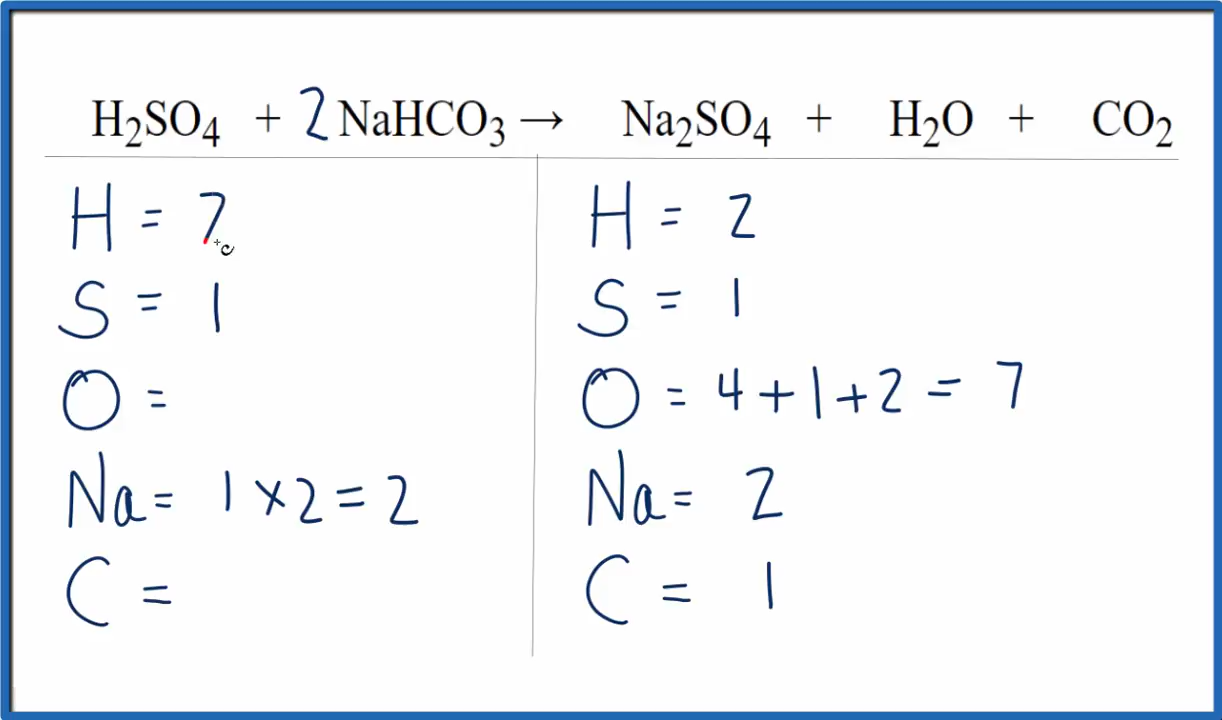 H₂SO₄ + 2 NaHCO₃ → Na₂SO₄ + H₂O + CO₂
H = 7
S = 1
O =
Na = 1 × 2 = 2
C =
H = 2
S = 1
O = 4 + 1 + 2 = 7
Na = 2
C = 1